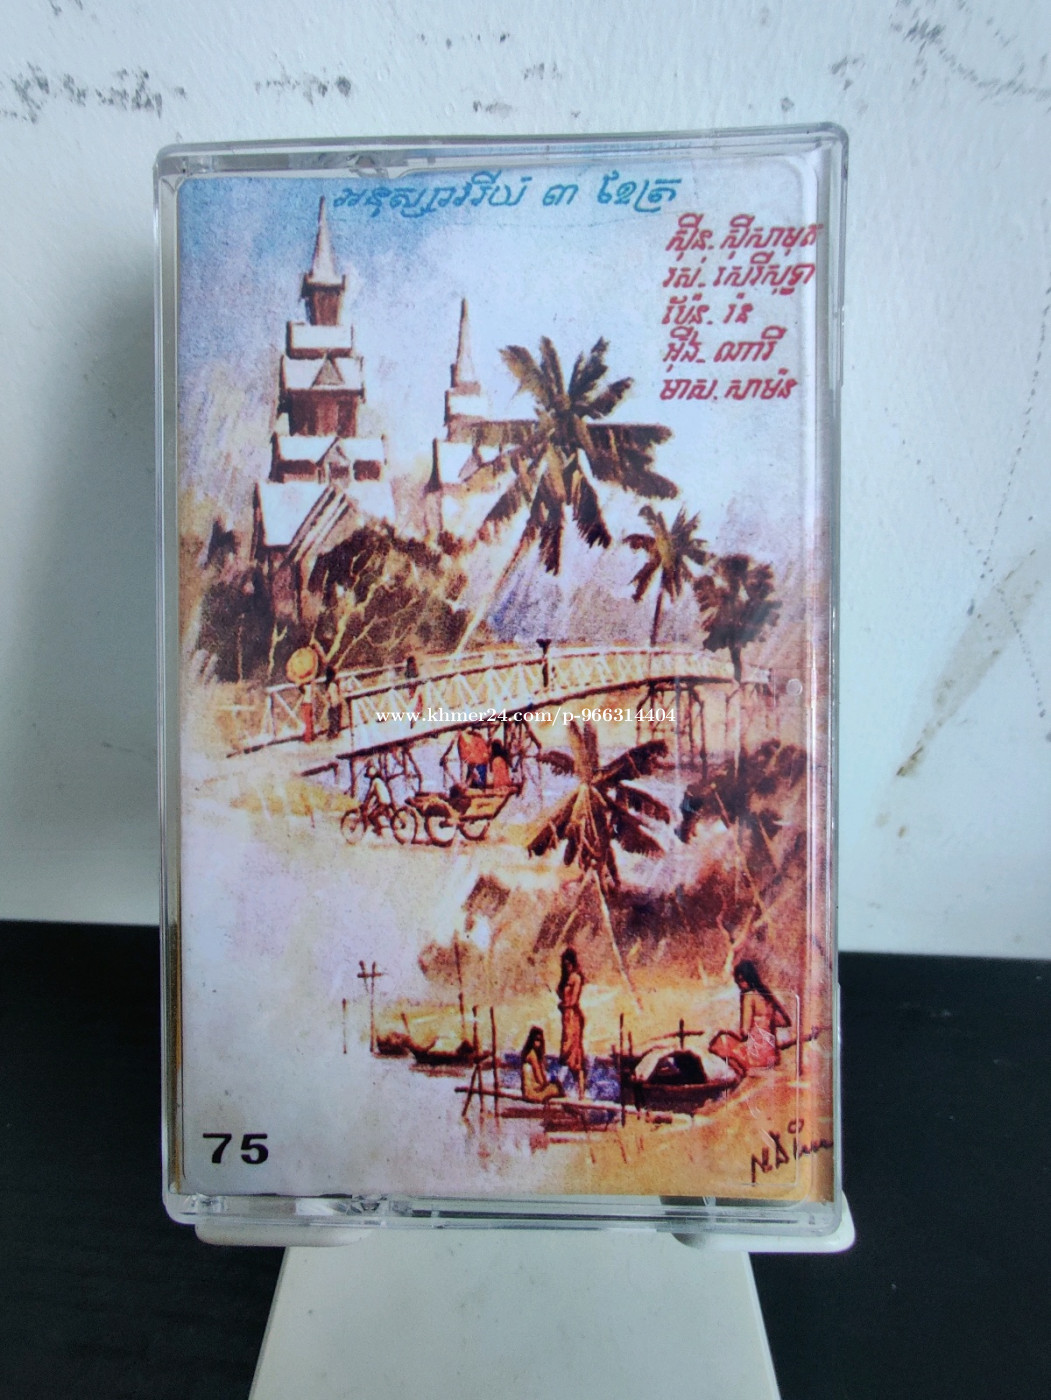 អនុស្សាវរីយ៍ ៣ ខែត្រ
ស៊ីន. ស៊ីសាមុត
រស់. សេរីសុទ្ធា
ប៉ែន. រ៉ន
អ៊ឹង. ណារី
មាស. សាម៉ន
www.khmer24.com/p-966314404
75